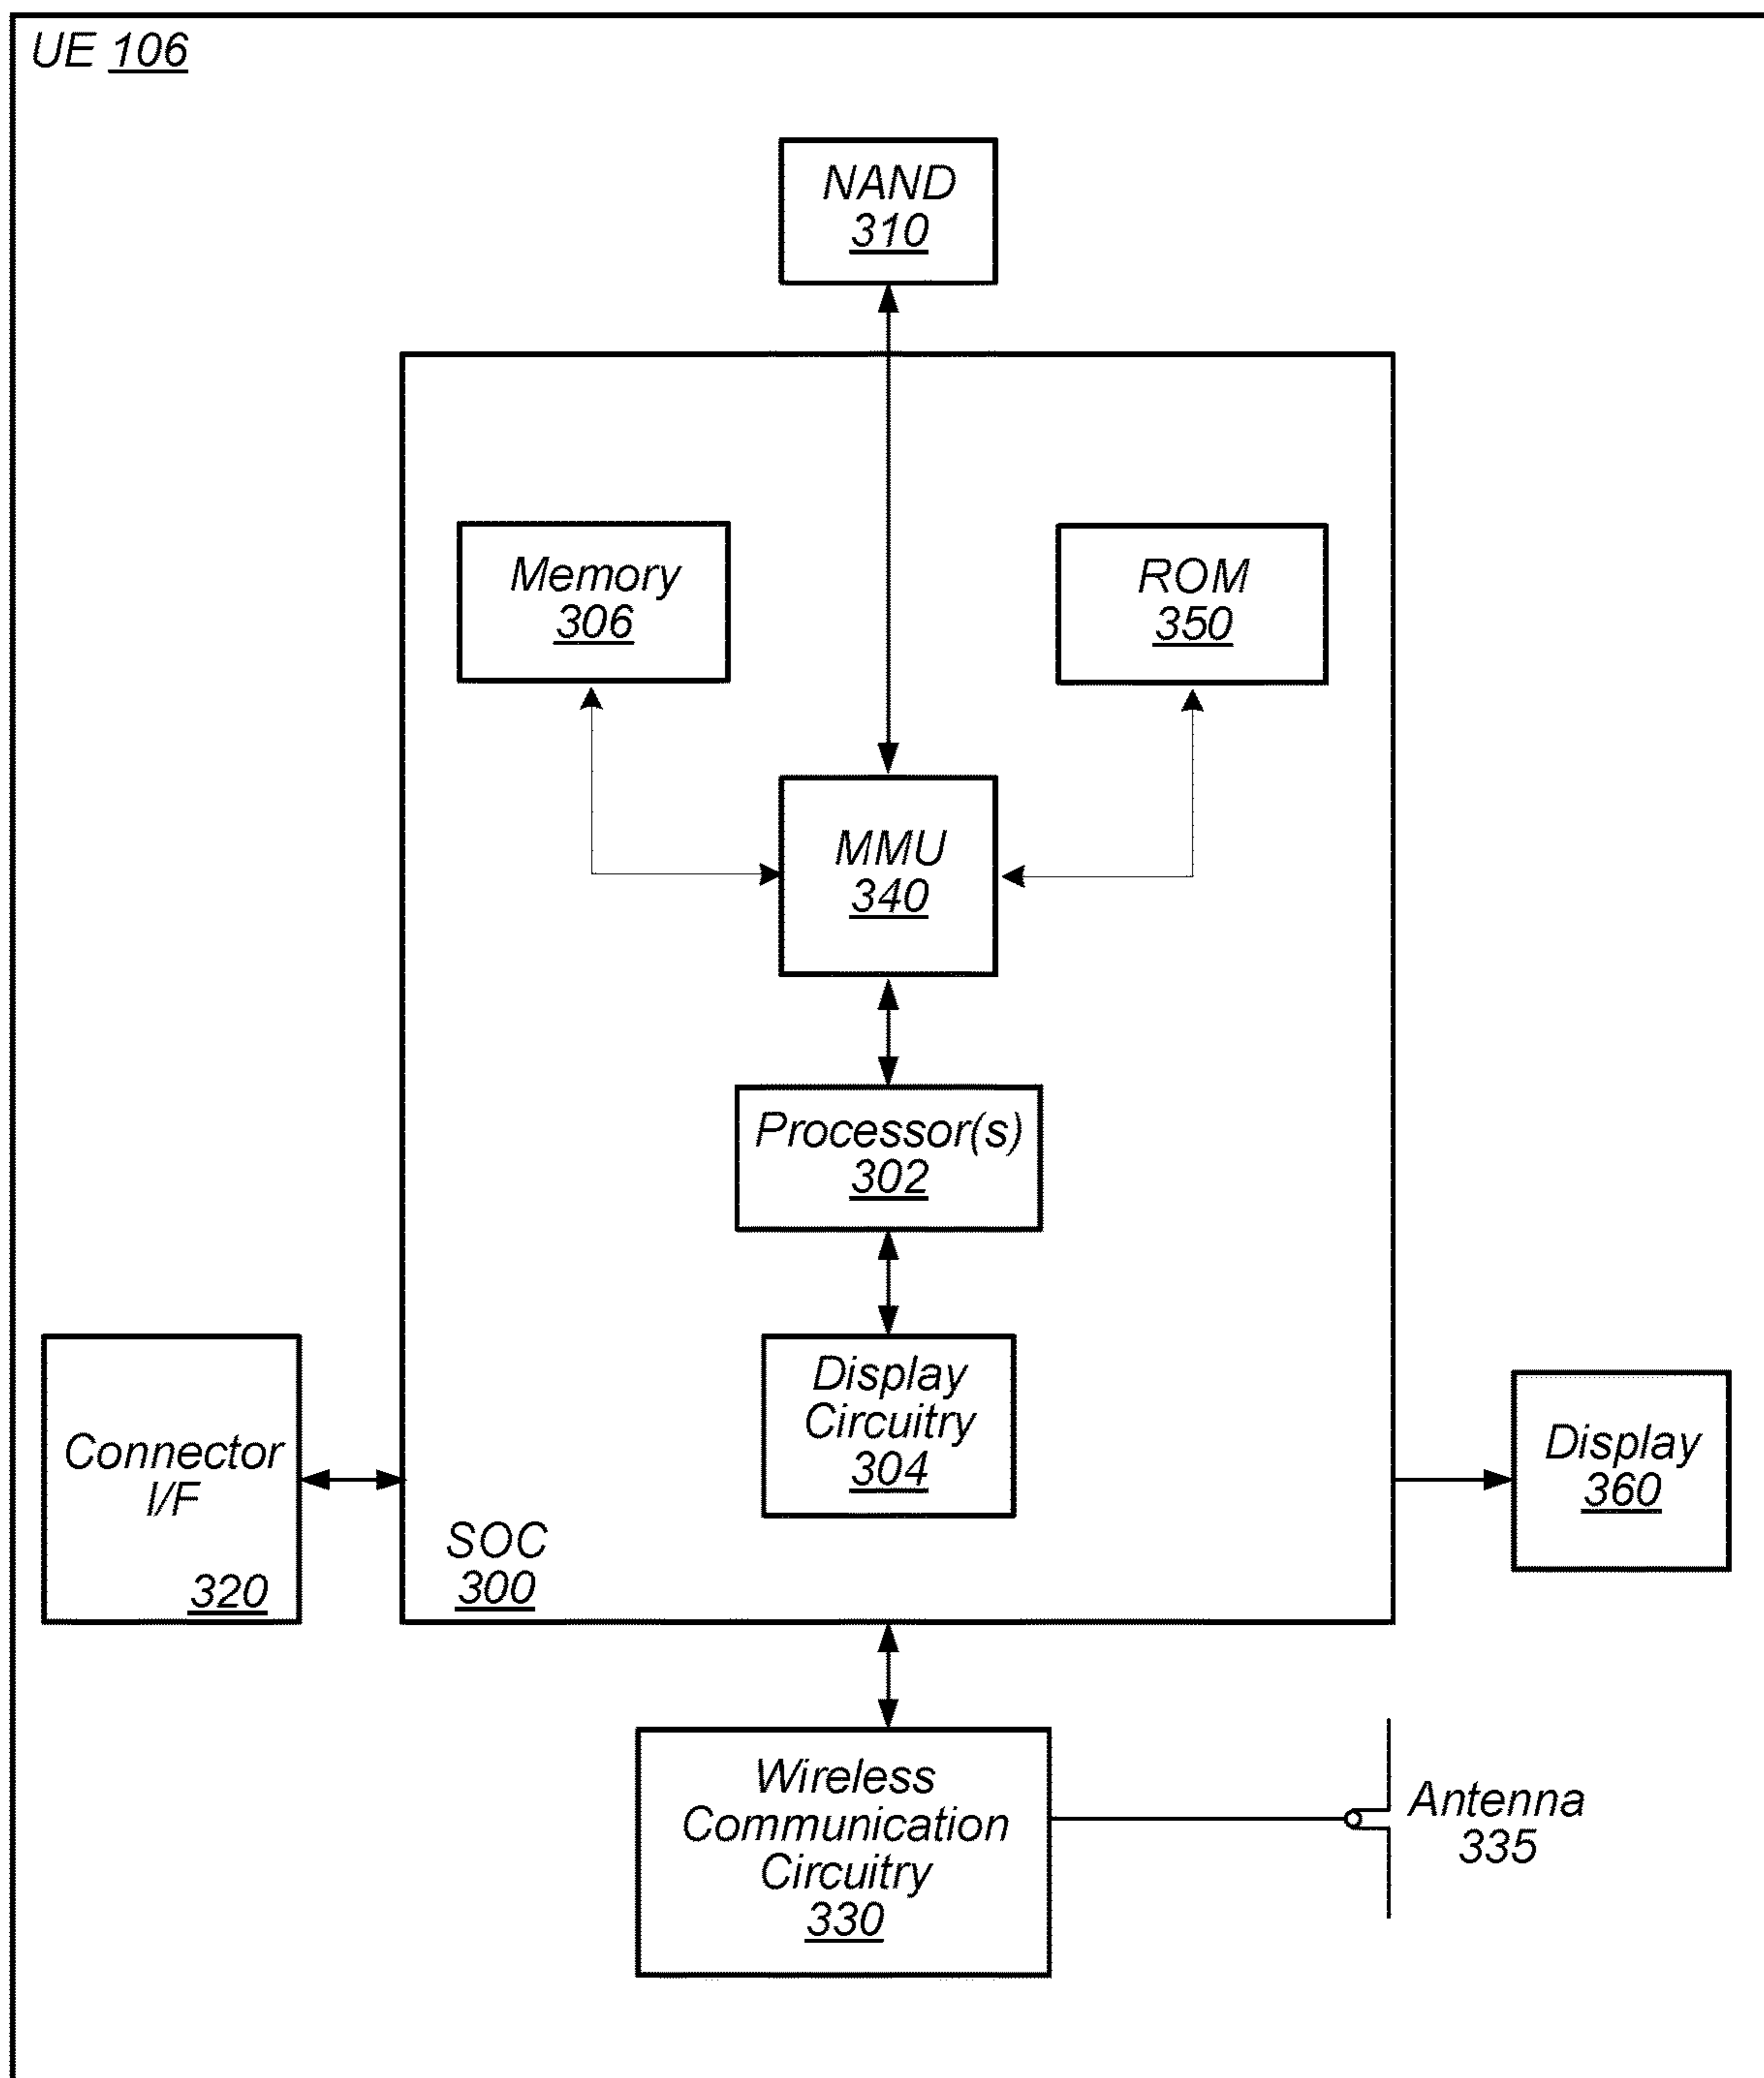 UE 106
NAND
310
Memory
306
ROM
350
MMU
340
Processor(s)
302
Display
Circuitry
304
Connector
I/F
320
Display
360
SOC
300
Wireless
Communication
Circuitry
330
Antenna
335